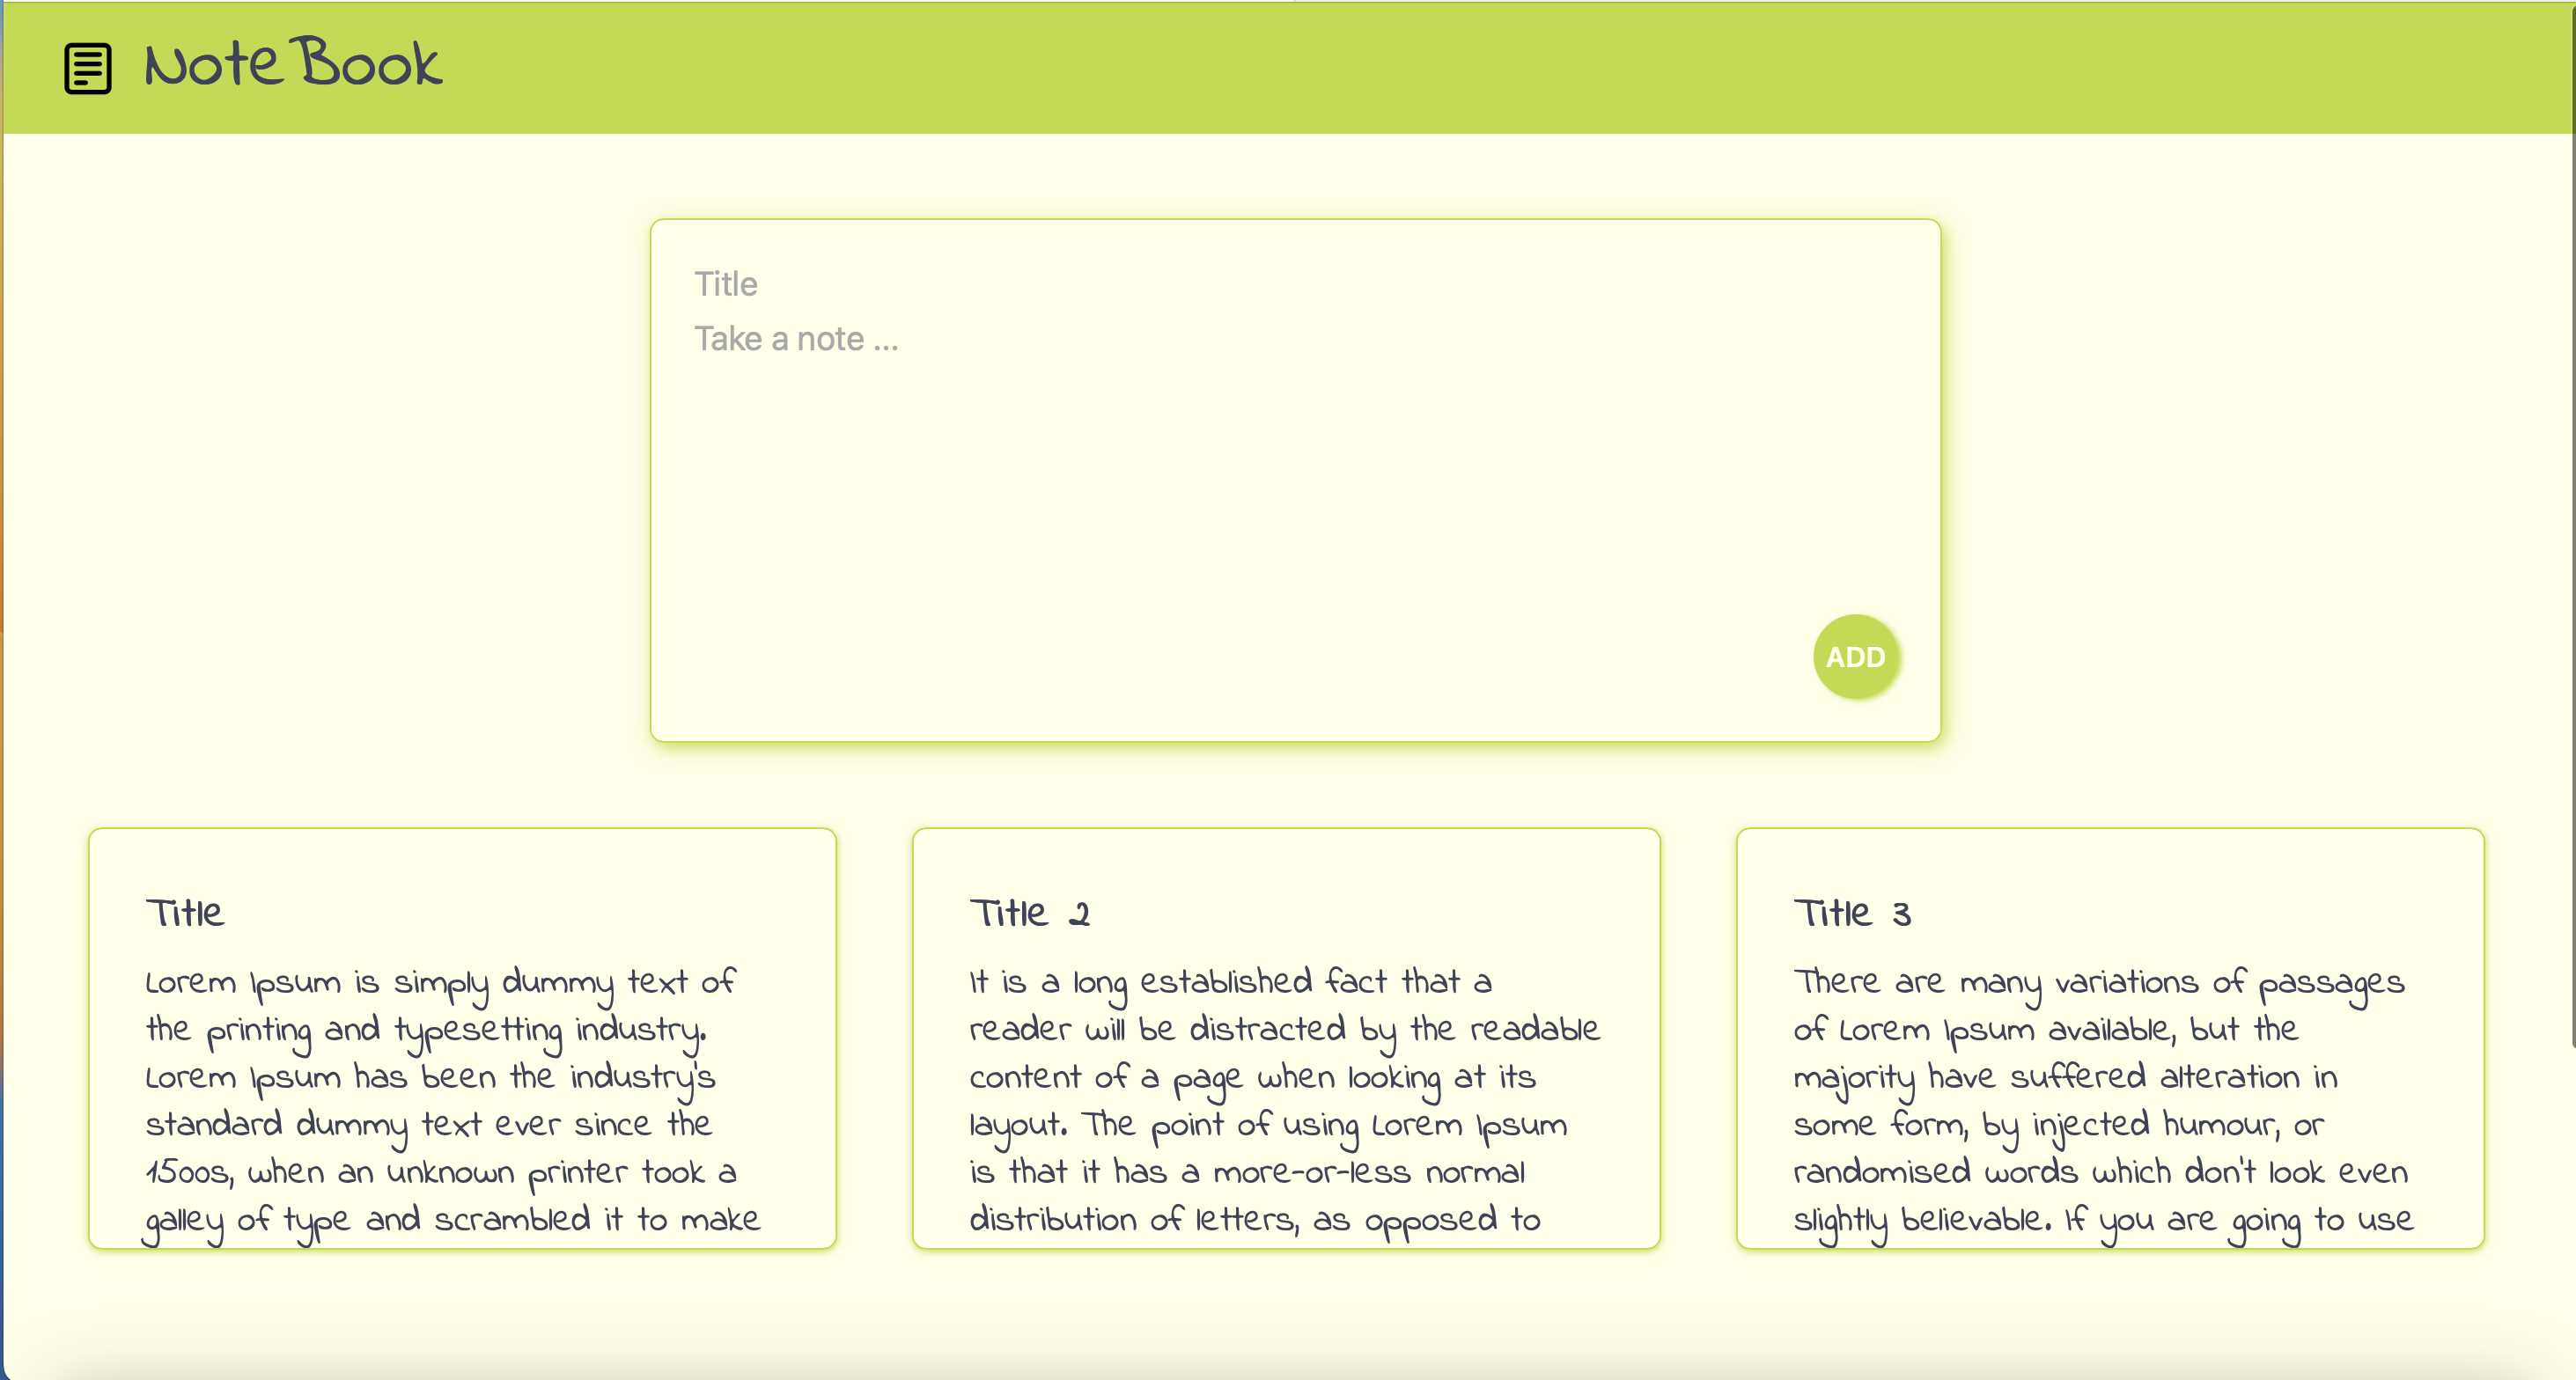 Note Book
Title
Take a note ...
ADD
Title
Lorem Ipsum is simply dummy text of
the printing and typesetting industry.
Lorem Ipsum has been the industry's
standard dummy text ever since the
1500s, when an unknown printer took a
galley of type and scrambled it to make
Title 2
It is a long established fact that a
reader will be distracted by the readable
content of a page when looking at its
layout. The point of using Lorem Ipsum
is that it has a more-or-less normal
distribution of letters, as opposed to
Title 3
There are many variations of passages
of Lorem Ipsum available, but the
majority have suffered alteration in
some form, by injected humour, or
randomised words which don't look even
slightly believable. If you are going to use